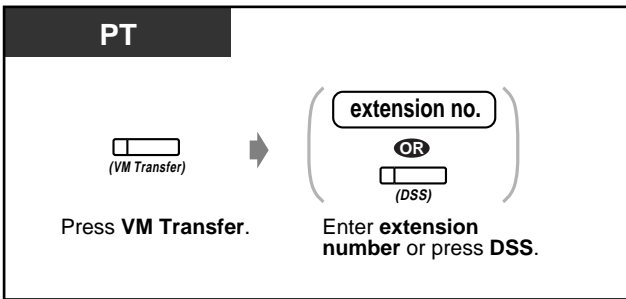 PT
extension no.
OR
(VM Transfer)
(DSS)
Press VM Transfer.
Enter extension
number or press DSS.